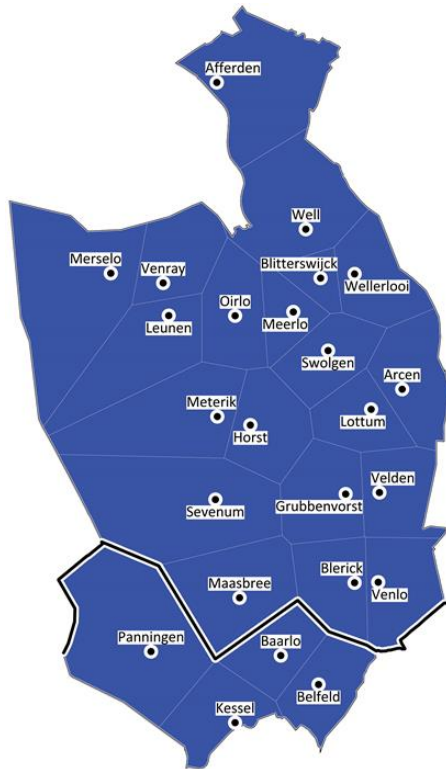 Afferden
Well
Merselo
Venray
Blitterswijck
Wellerlooi
Oirlo
Leunen
Meerlo
Swolgen
Arcen
Meterik
Horst
Lottum
Sevenum
Grubbenvorst
Velden
Maasbree
Blerick
Venlo
Panningen
Baarlo
Belfeld
Kessel